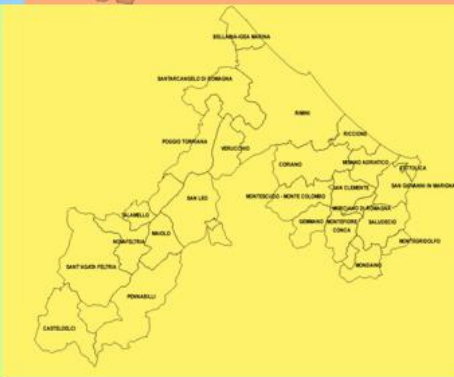 BELLARIA-IGEA MARINA
SANTARCANGELO DI ROMAGNA
RIMINI
RICCIONE
POGGIO TORRIANA
VERUCCHIO
CORIANO
MISANO ADRIATICO
CATTOLICA
SAN CLEMENTE
SAN GIOVANNI IN MARIGNA
SAN LEO
MONTESCUDO - MONTE COLOMBO
MORCIANO DI ROMAGNA
TALAMELLO
GEMMANO
MONTEFIORE
CONCA
SALUDECIO
MAIOLO
NOVAFELTRIA
MONTEGRIDOLFO
SANT'AGATA FELTRIA
MONDAINO
PENNABILLI
CASTELDELCI